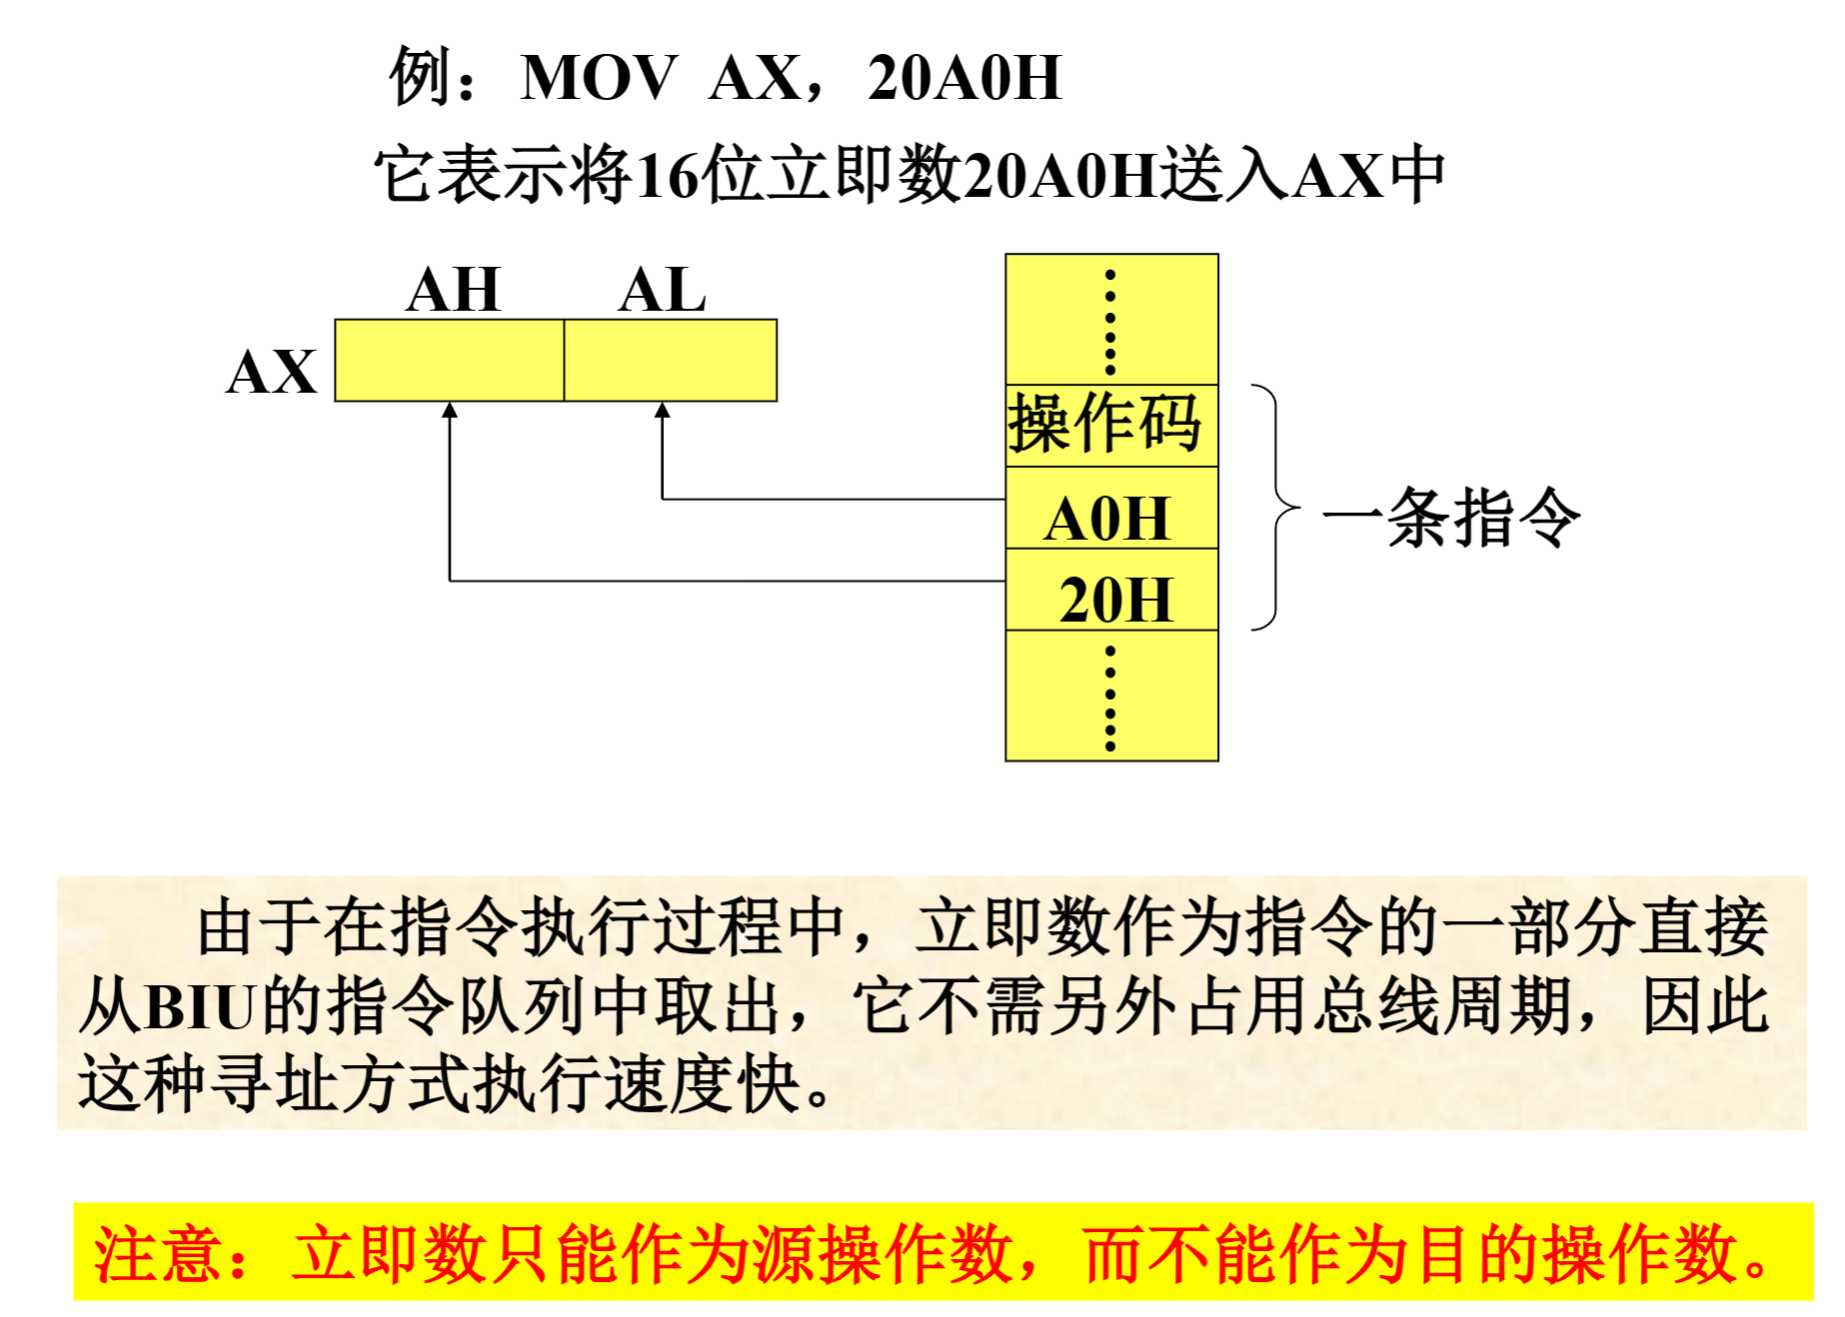 例：MOV AX，20A0H
它表示将16位立即数20A0H送入AX中
AH AL
AX
操作码
A0H
20H
一条指令
由于在指令执行过程中，立即数作为指令的一部分直接
从BIU的指令队列中取出，它不需另外占用总线周期，因此
这种寻址方式执行速度快。
注意：立即数只能作为源操作数，而不能作为目的操作数。